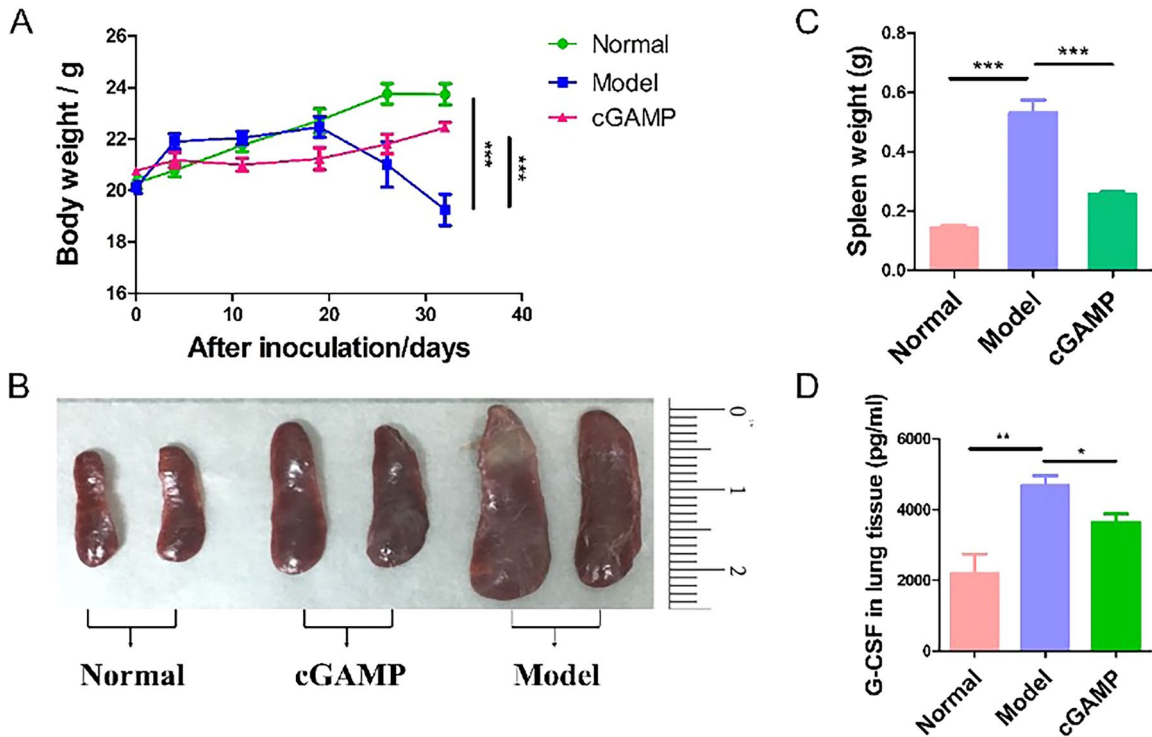 A
26
24
22
20
18
16
Body weight / g
0
10
20
30
40
After inoculation/days
Normal
Model
cGAMP
***
***
B
0
1
2
Normal
cGAMP
Model
C
0.8
0.6
0.4
0.2
0.0
Spleen weight (g)
***
***
Normal
Model
cGAMP
D
6000
4000
2000
0
G-CSF in lung tissue (pg/ml)
**
*
Normal
Model
cGAMP